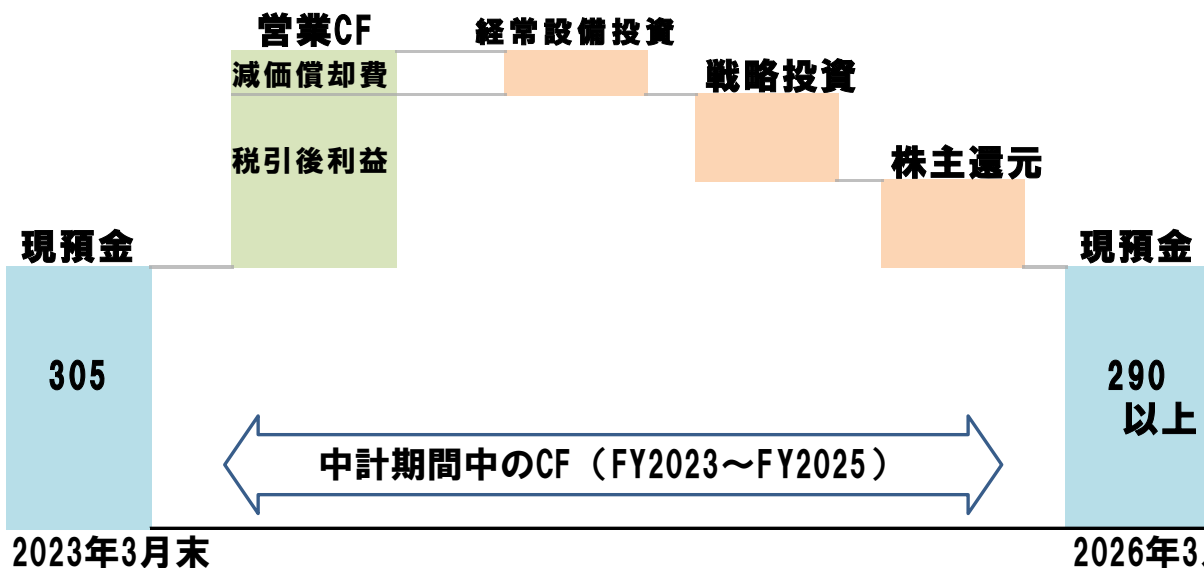 営業CF
経常設備投資
減価償却費
戦略投資
税引後利益
株主還元
現預金
現預金
305
290
以上
中計期間中のCF（FY2023～FY2025）
2023年3月末
2026年3